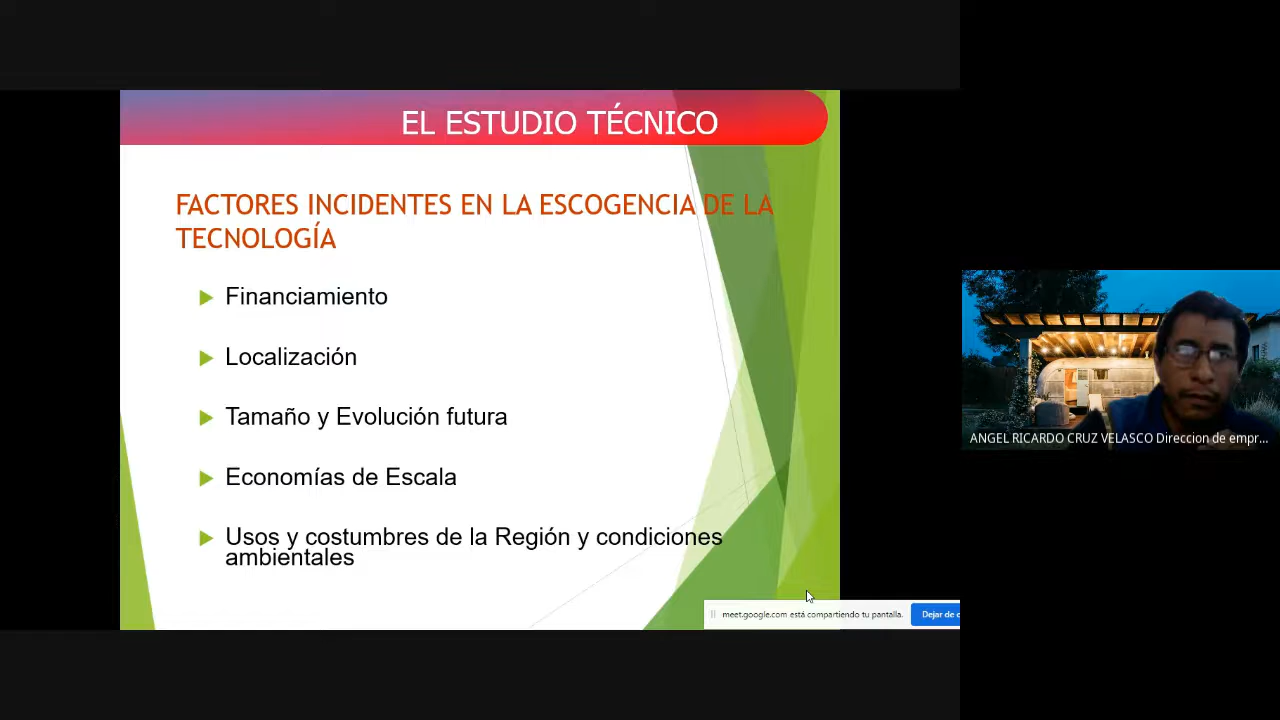 EL ESTUDIO TÉCNICO
FACTORES INCIDENTES EN LA ESCOGENCIA DE LA
TECNOLOGÍA
Financiamiento
Localización
Tamaño y Evolución futura
Economías de Escala
Usos y costumbres de la Región y condiciones
ambientales
meet.google.com está compartiendo tu pantalla.
Dejar de c
ANGEL RICARDO CRUZ VELASCO Direccion de empr...